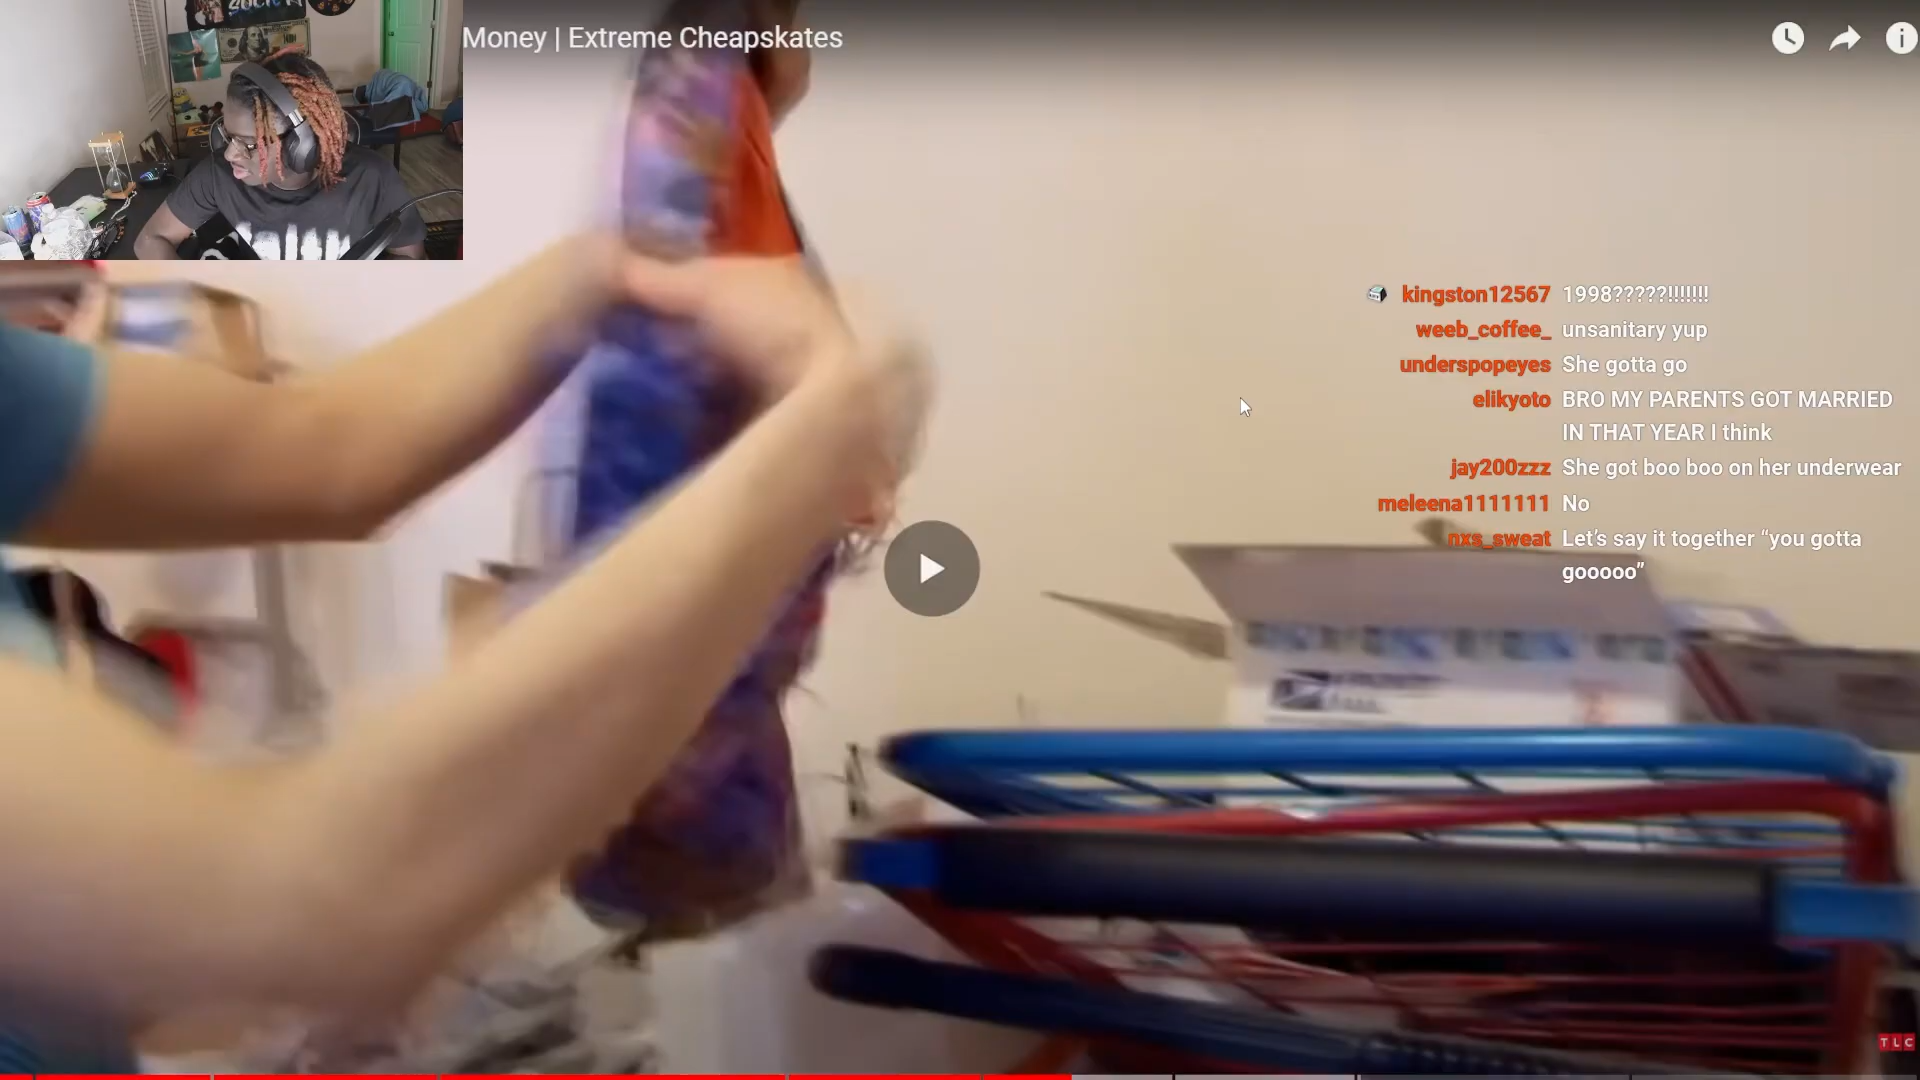 Money | Extreme Cheapskates
kingston12567 1998?????!!!!!!!
weeb_coffee_ unsanitary yup
underspopeyes She gotta go
elikyoto BRO MY PARENTS GOT MARRIED
IN THAT YEAR I think
jay200zzz She got boo boo on her underwear
meleena1111111 No
nxs_sweat Let's say it together “you gotta
gooooo”
TLC